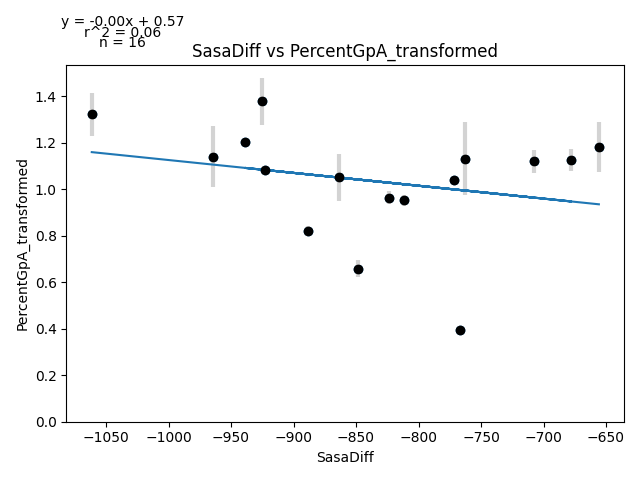 y = -0.00x + 0.57
r^2 = 0.06
n = 16
SasaDiff vs PercentGpA_transformed
PercentGpA_transformed
1.4
1.2
1.0
0.8
0.6
0.4
0.2
0.0
−1050 −1000 −950 −900 −850 −800 −750 −700 −650
SasaDiff